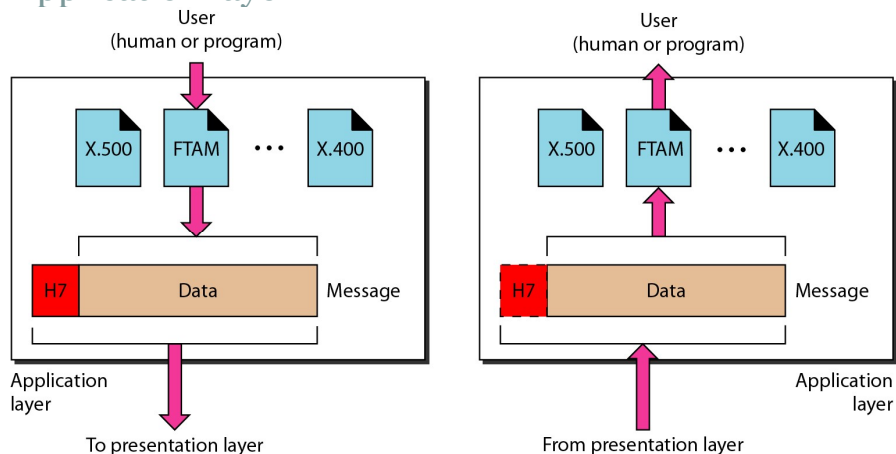 User
(human or program)
X.500
FTAM
...
X.400
H7
Data
Message
Application
layer
To presentation layer
User
(human or program)
X.500
FTAM
...
X.400
H7
Data
Message
Application
layer
From presentation layer